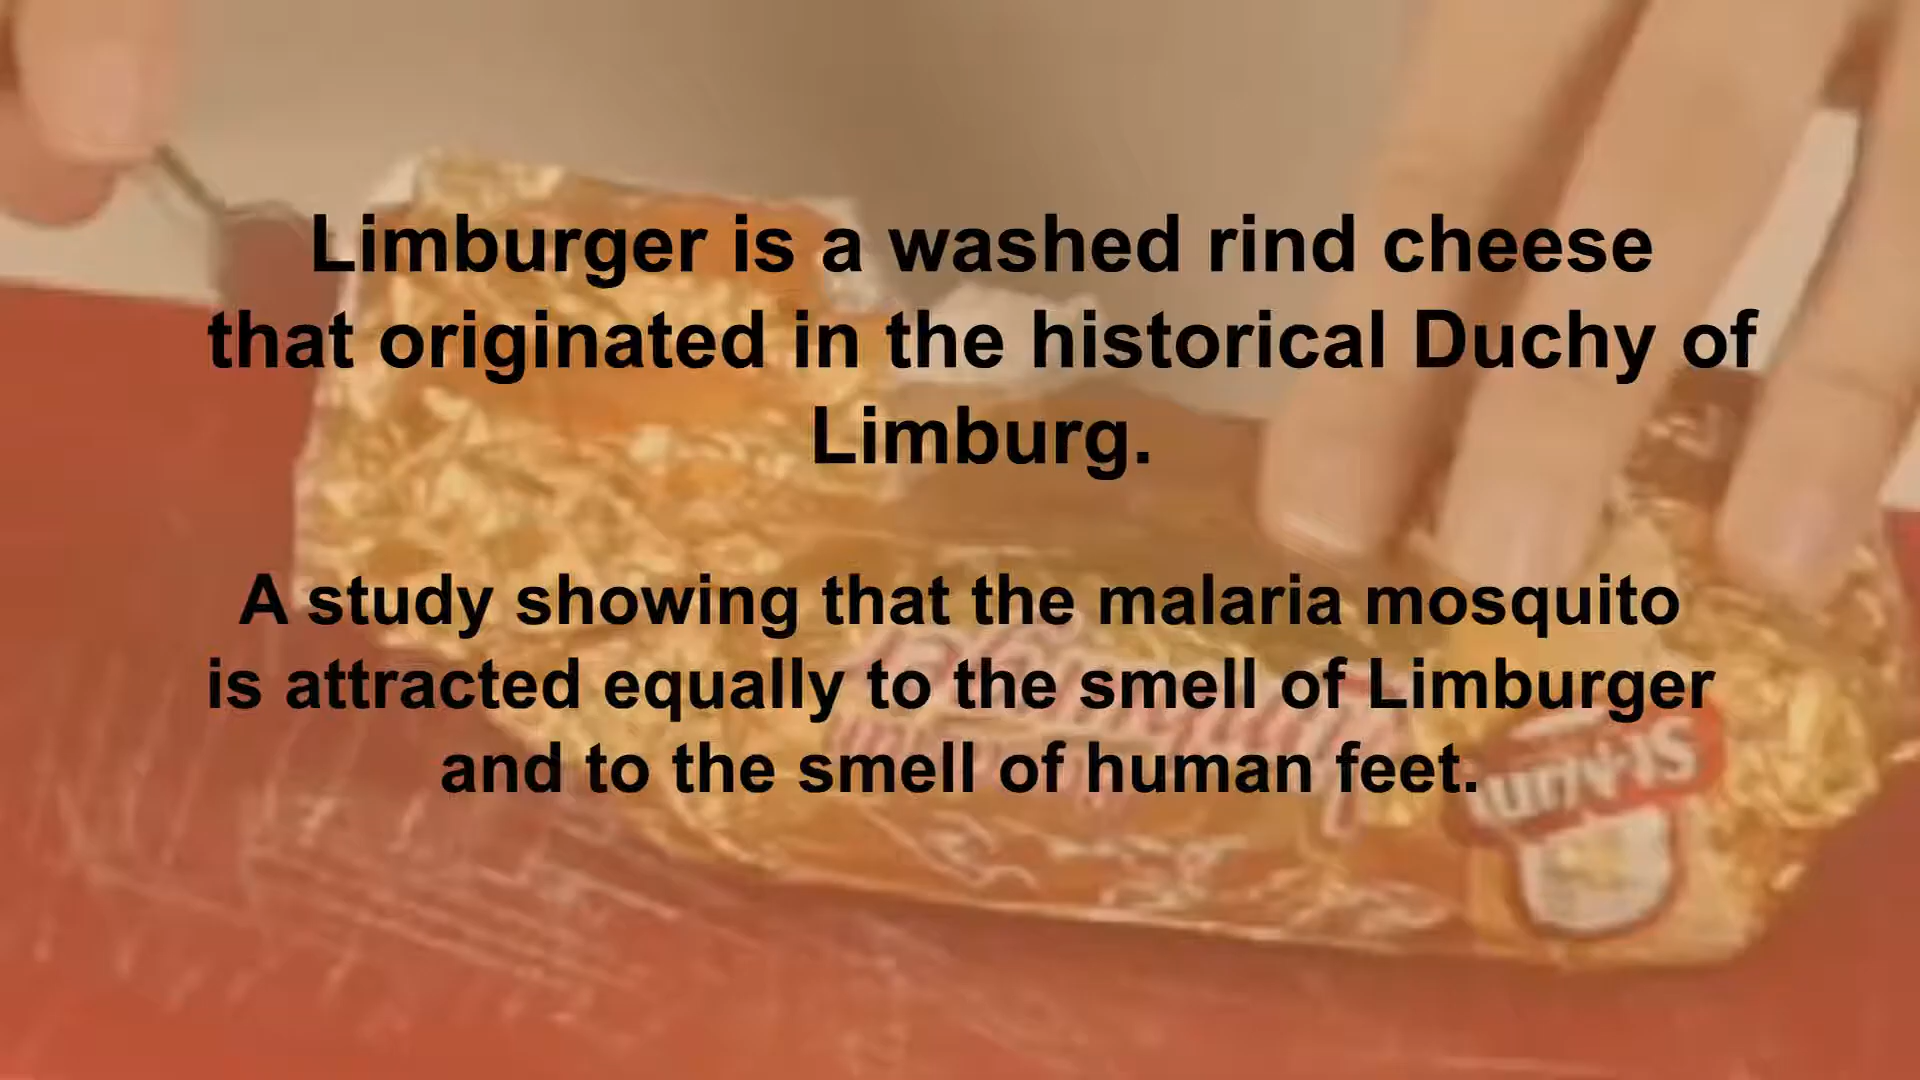 Limburger is a washed rind cheese
that originated in the historical Duchy of
Limburg.
A study showing that the malaria mosquito
is attracted equally to the smell of Limburger
and to the smell of human feet.